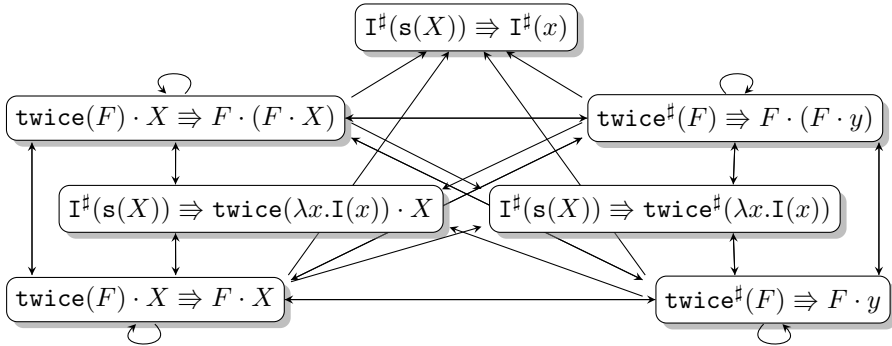 I♯(s(X)) ⇛ I♯(x)
twice(F) · X ⇛ F · (F · X)
twice♯(F) ⇛ F · (F · y)
I♯(s(X)) ⇛ twice(λx.I(x)) · X
I♯(s(X)) ⇛ twice♯(λx.I(x))
twice(F) · X ⇛ F · X
twice♯(F) ⇛ F · y